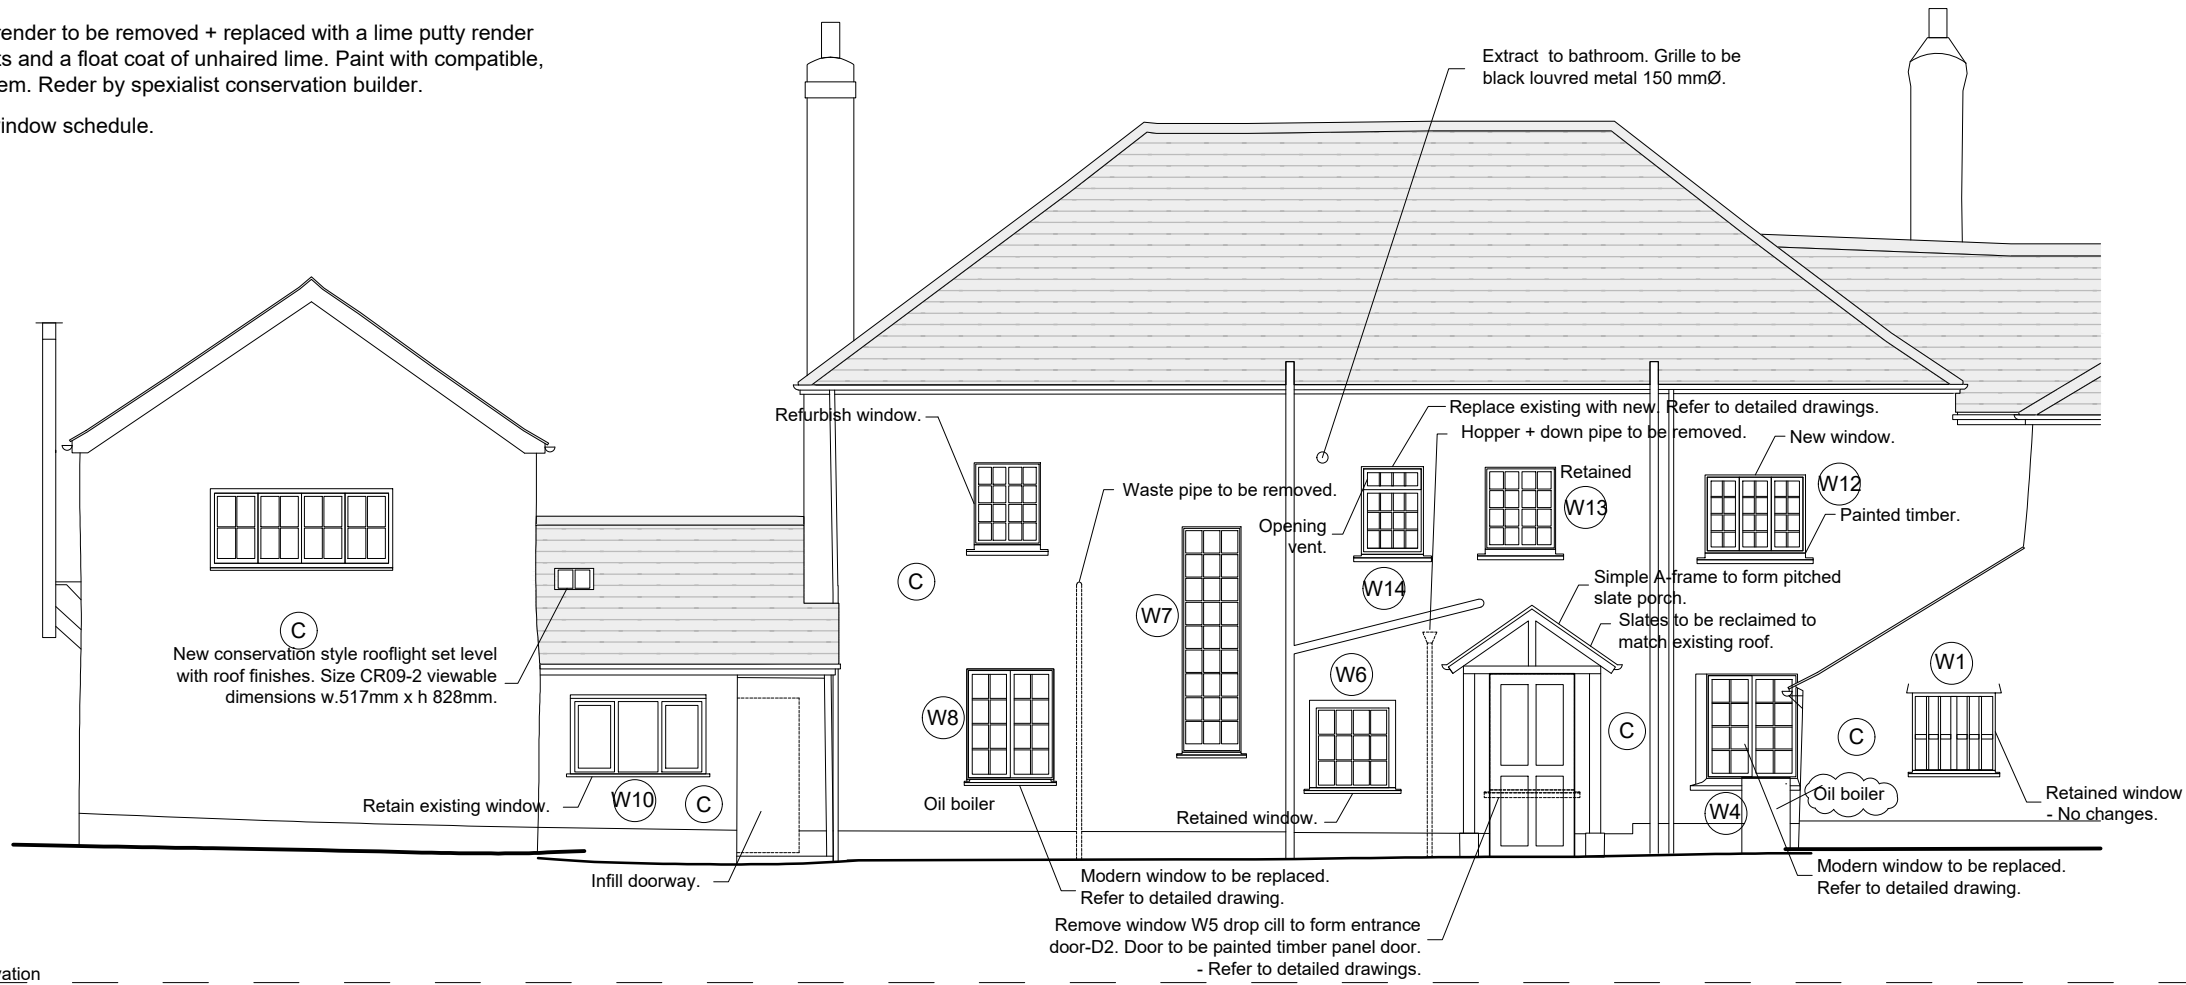 render to be removed + replaced with a lime putty render
ts and a float coat of unhaired lime. Paint with compatible,
em. Reder by spexialist conservation builder.
indow schedule.
Extract to bathroom. Grille to be
black louvred metal 150 mmØ.
Refurbish window.
Replace existing with new. Refer to detailed drawings.
Hopper + down pipe to be removed.
New window.
Retained
W13
W12
Painted timber.
Waste pipe to be removed.
Opening
vent.
W14
C
W7
Simple A-frame to form pitched
slate porch.
Slates to be reclaimed to
match existing roof.
C
New conservation style rooflight set level
with roof finishes. Size CR09-2 viewable
dimensions w.517mm x h 828mm.
W6
W1
W8
C
C
Retain existing window.
W10
C
Oil boiler
Retained window.
W4
Oil boiler
Retained window
- No changes.
Infill doorway.
Modern window to be replaced.
Refer to detailed drawing.
Modern window to be replaced.
Refer to detailed drawing.
Remove window W5 drop cill to form entrance
door-D2. Door to be painted timber panel door.
- Refer to detailed drawings.
vation